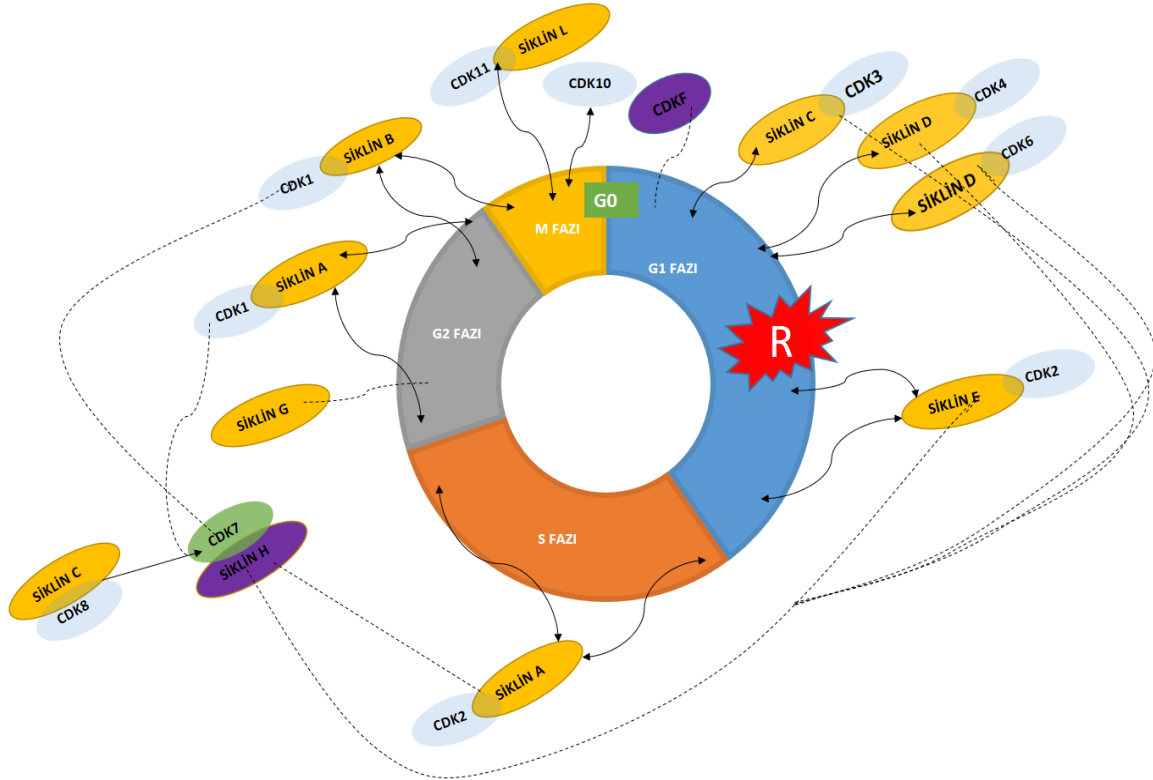 SİKLİN L
CDK11
CDK10
CDKF
SİKLİN C
CDK3
SİKLİN D
CDK4
SİKLİN D
CDK6
SİKLİN B
CDK1
G0
M FAZI
G1 FAZI
SİKLİN A
CDK1
G2 FAZI
R
SİKLİN E
CDK2
SİKLİN G
S FAZI
CDK7
SİKLİN H
SİKLİN C
CDK8
SİKLİN A
CDK2